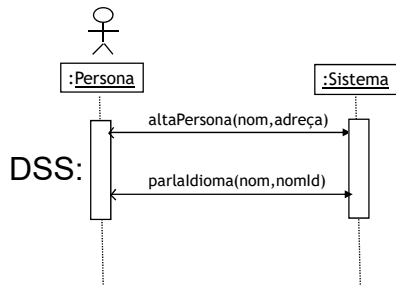 :Persona
:Sistema
altaPersona(nom,adreça)
DSS:
parlaIdioma(nom,nomId)